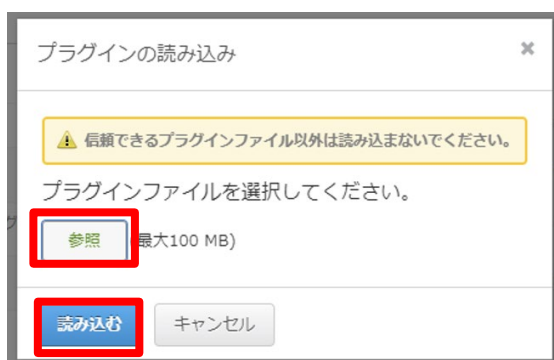 プラグインの読み込み
信頼できるプラグインファイル以外は読み込まないでください。
プラグインファイルを選択してください。
参照 (最大100 MB)
読み込む キャンセル